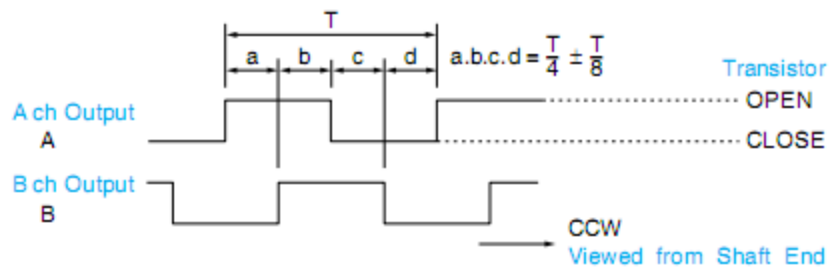 T
a b c d a.b.c.d = T/4 ± T/8
Transistor
A ch Output
A
OPEN
CLOSE
B ch Output
B
CCW
Viewed from Shaft End